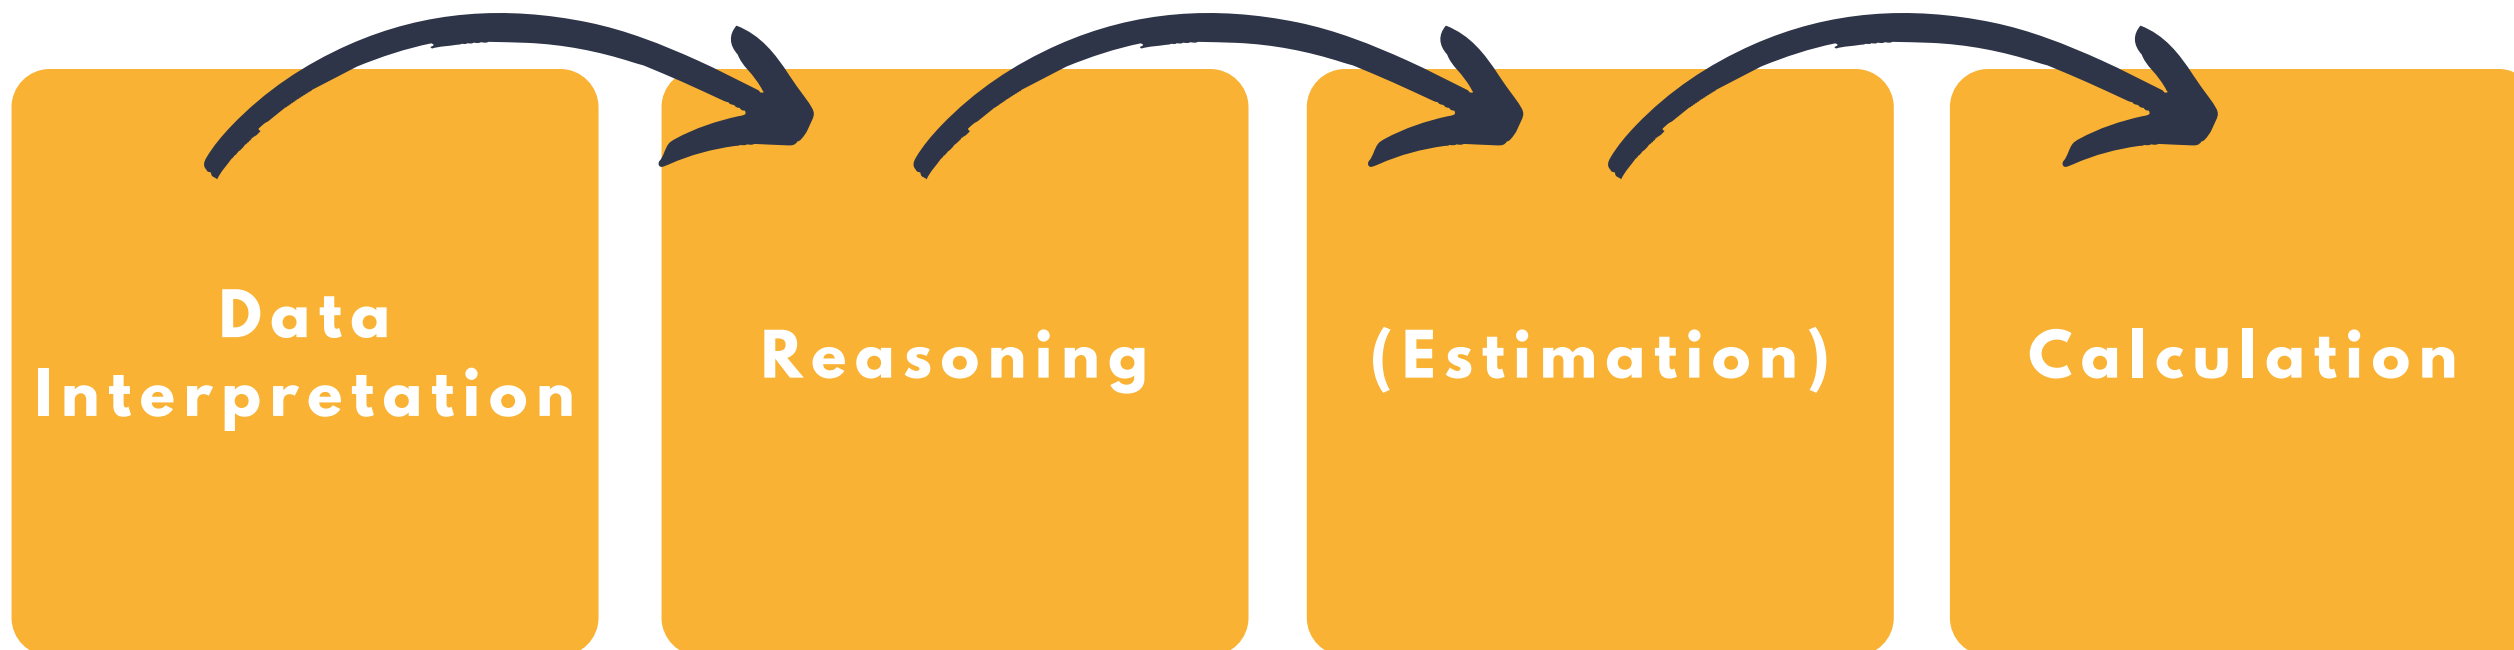 Data
Interpretation
Reasoning
(Estimation)
Calculation